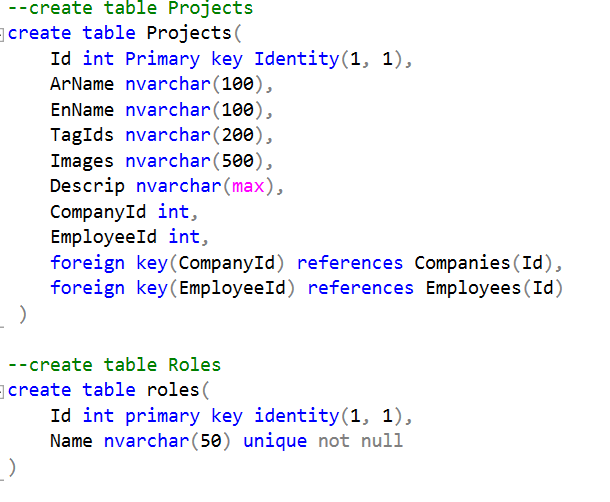 --create table Projects
create table Projects(
Id int Primary key Identity(1, 1),
ArName nvarchar(100),
EnName nvarchar(100),
TagIds nvarchar(200),
Images nvarchar(500),
Descrip nvarchar(max),
CompanyId int,
EmployeeId int,
foreign key(CompanyId) references Companies(Id),
foreign key(EmployeeId) references Employees(Id)
)
--create table Roles
create table roles(
Id int primary key identity(1, 1),
Name nvarchar(50) unique not null
)